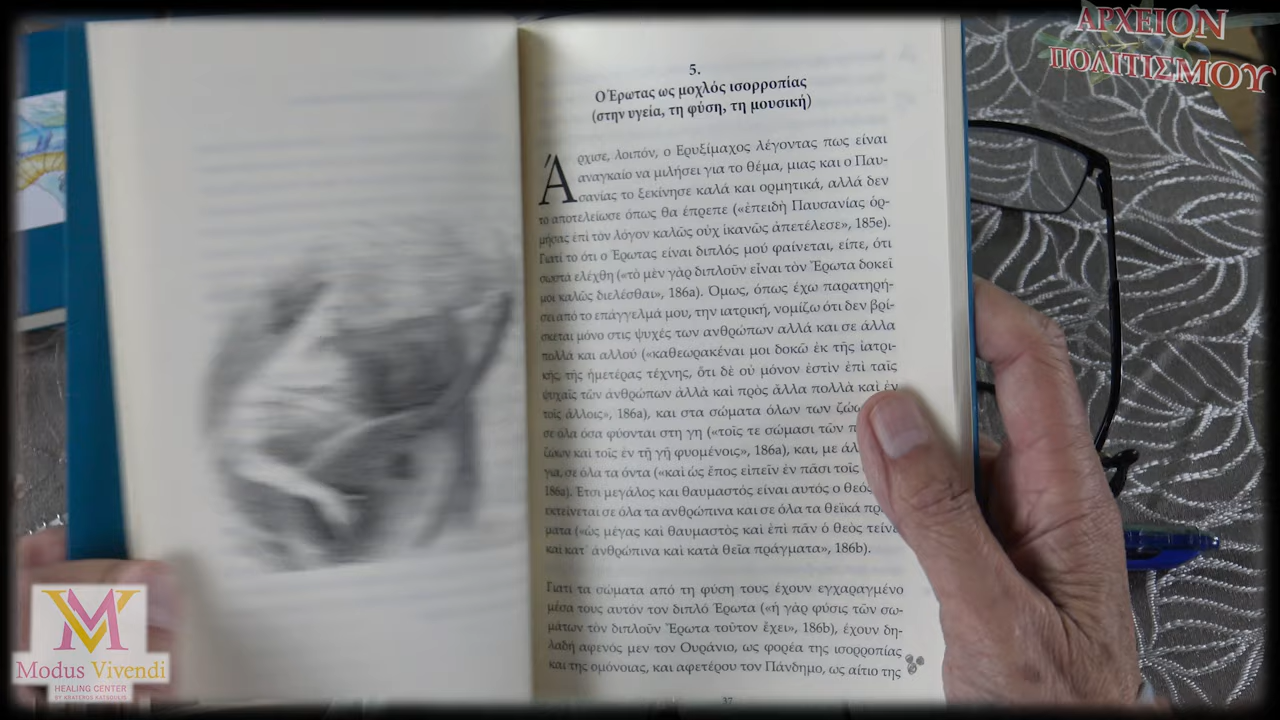 ΑΡΧΕΙΟΝ
ΠΟΛΙΤΙΣΜΟΥ
5.
Ο Έρωτας ως μοχλός ισορροπίας
(στην υγεία, τη φύση, τη μουσική)
Άρχισε, λοιπόν, ο Ερυξίμαχος λέγοντας πως είναι
αναγκαίο να μιλήσει για το θέμα, μιας και ο Παυ-
σανίας το ξεκίνησε καλά και ορμητικά, αλλά δεν
το αποτελείωσε όπως θα έπρεπε («ἐπειδὴ Παυσανίας ὁρ-
μήσας ἐπὶ τὸν λόγον καλῶς οὐχ ἱκανῶς ἀπετέλεσε», 185e).
Γιατί το ότι ο Έρωτας είναι διπλός μού φαίνεται, είπε, ότι
σωστά ελέχθη («τὸ μὲν γὰρ διπλοῦν εἶναι τὸν Ἔρωτα δοκεῖ
μοι καλῶς διελέσθαι», 186a). Όμως, όπως έχω παρατηρή-
σει από το επάγγελμά μου, την ιατρική, νομίζω ότι δεν βρί-
σκεται μόνο στις ψυχές των ανθρώπων αλλά και σε άλλα
πολλά και αλλού («καθεωρακέναι μοι δοκῶ ἐκ τῆς ἰατρι-
κῆς, τῆς ἡμετέρας τέχνης, ὅτι δὲ οὐ μόνον ἐστὶν ἐπὶ ταῖς
ψυχαῖς τῶν ἀνθρώπων ἀλλὰ καὶ πρὸς ἄλλα πολλὰ καὶ ἐν
τοῖς ἄλλοις», 186a), και στα σώματα όλων των ζώω
σε όλα όσα φύονται στη γη («τοῖς τε σώμασι τῶν π
ζώων καὶ τοῖς ἐν τῇ γῇ φυομένοις», 186a), και, με άλ
για, σε όλα τα όντα («καὶ ὡς ἔπος εἰπεῖν ἐν πᾶσι τοῖς
186a). Έτσι μεγάλος και θαυμαστός είναι αυτός ο θεός
εκτείνεται σε όλα τα ανθρώπινα και σε όλα τα θεϊκά πρ
ματα («ὡς μέγας καὶ θαυμαστὸς καὶ ἐπὶ πᾶν ὁ θεὸς τείνε
καὶ κατ᾽ ἀνθρώπινα καὶ κατὰ θεῖα πράγματα», 186b).
Γιατί τα σώματα από τη φύση τους έχουν εγχαραγμένο
μέσα τους αυτόν τον διπλό Έρωτα («ἡ γὰρ φύσις τῶν σω-
μάτων τὸν διπλοῦν Ἔρωτα τοῦτον ἔχει», 186b), έχουν δη-
λαδή αφενός μεν τον Ουράνιο, ως φορέα της ισορροπίας
και της ομόνοιας, και αφετέρου τον Πάνδημο, ως αίτιο της
37
Modus Vivendi
HEALING CENTER